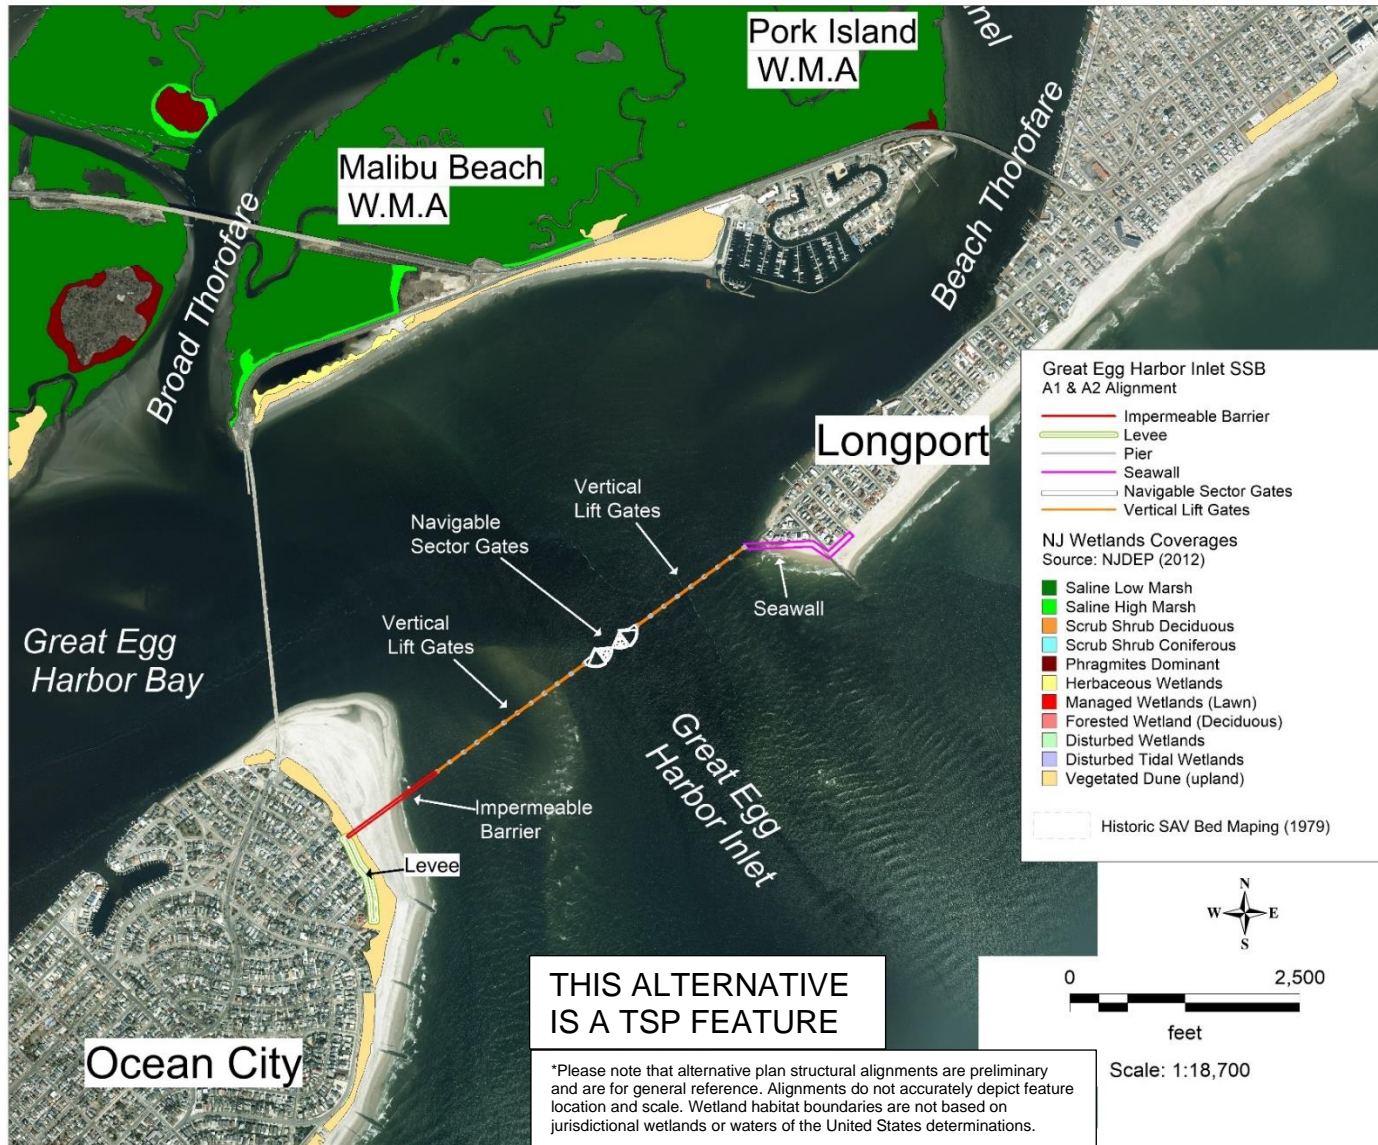 Pork Island
W.M.A
nnel
Malibu Beach
W.M.A
Broad Thorofare
Beach Thorofare
Longport
Vertical
Lift Gates
Navigable
Sector Gates
Seawall
Vertical
Lift Gates
Great Egg
Harbor Bay
Great Egg
Harbor Inlet
Impermeable
Barrier
Levee
Ocean City
Great Egg Harbor Inlet SSB
A1 & A2 Alignment
Impermeable Barrier
Levee
Pier
Seawall
Navigable Sector Gates
Vertical Lift Gates
NJ Wetlands Coverages
Source: NJDEP (2012)
Saline Low Marsh
Saline High Marsh
Scrub Shrub Deciduous
Scrub Shrub Coniferous
Phragmites Dominant
Herbaceous Wetlands
Managed Wetlands (Lawn)
Forested Wetland (Deciduous)
Disturbed Wetlands
Disturbed Tidal Wetlands
Vegetated Dune (upland)
Historic SAV Bed Maping (1979)
N
W E
S
0 2,500
feet
Scale: 1:18,700
THIS ALTERNATIVE
IS A TSP FEATURE
*Please note that alternative plan structural alignments are preliminary
and are for general reference. Alignments do not accurately depict feature
location and scale. Wetland habitat boundaries are not based on
jurisdictional wetlands or waters of the United States determinations.